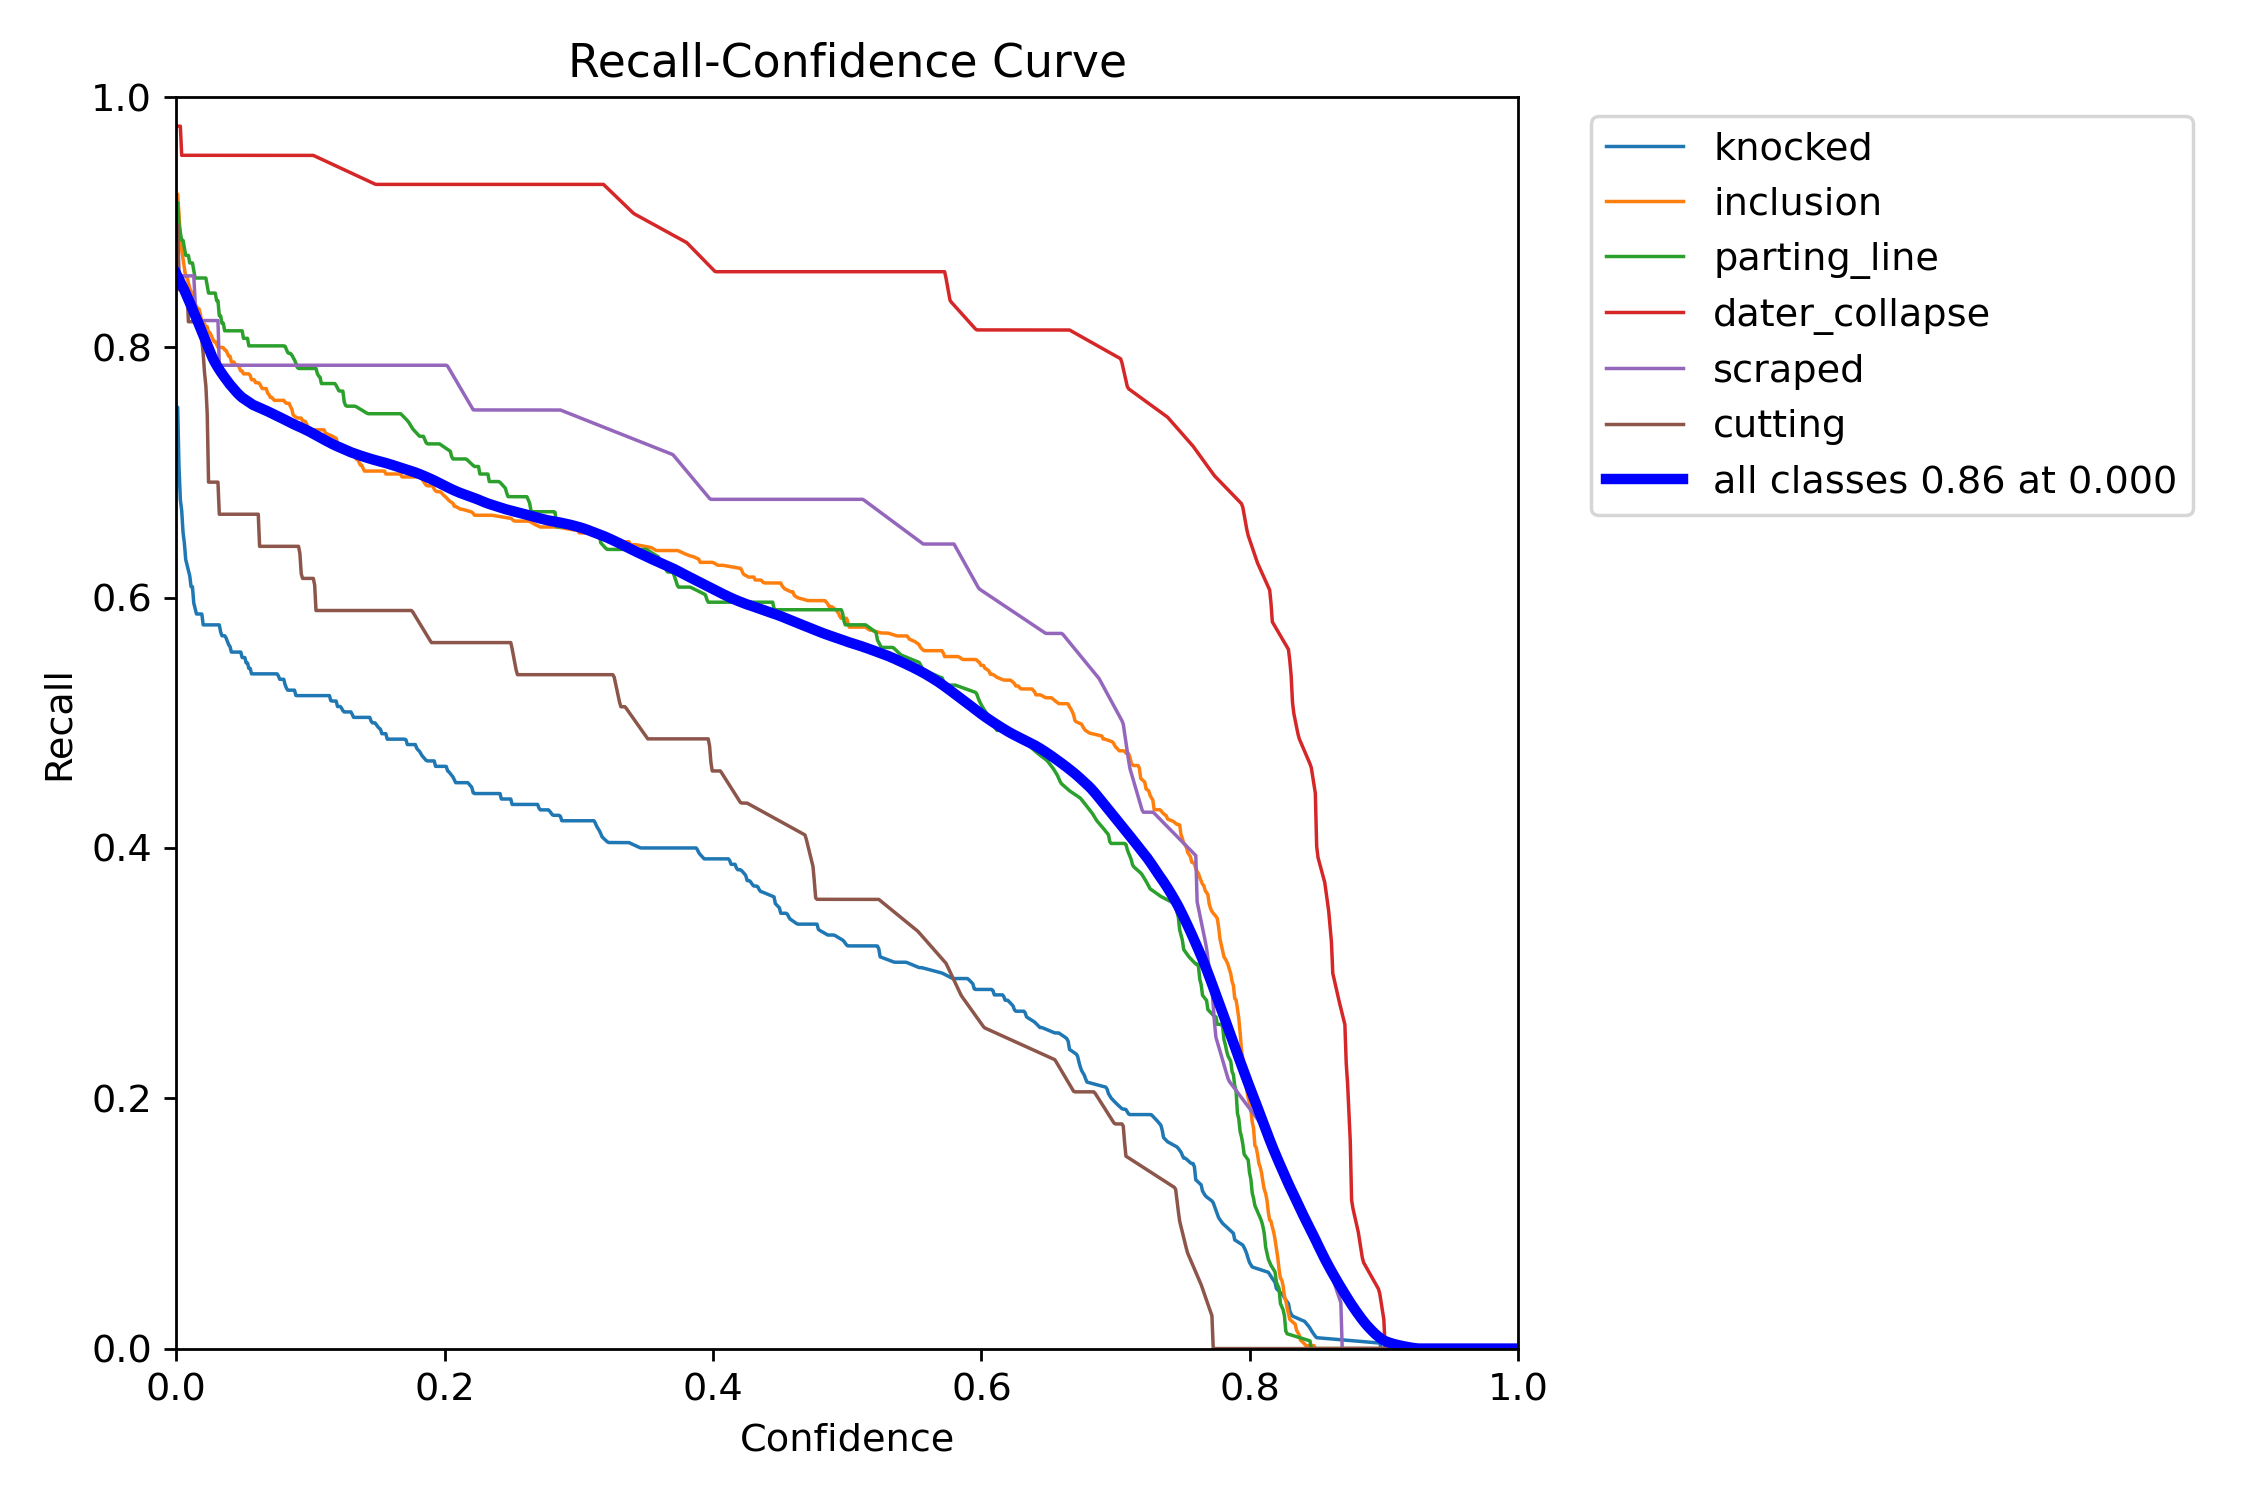 Recall-Confidence Curve
1.0
0.8
0.6
0.4
0.2
0.0
Recall
0.0 0.2 0.4 0.6 0.8 1.0
Confidence
knocked
inclusion
parting_line
dater_collapse
scraped
cutting
all classes 0.86 at 0.000